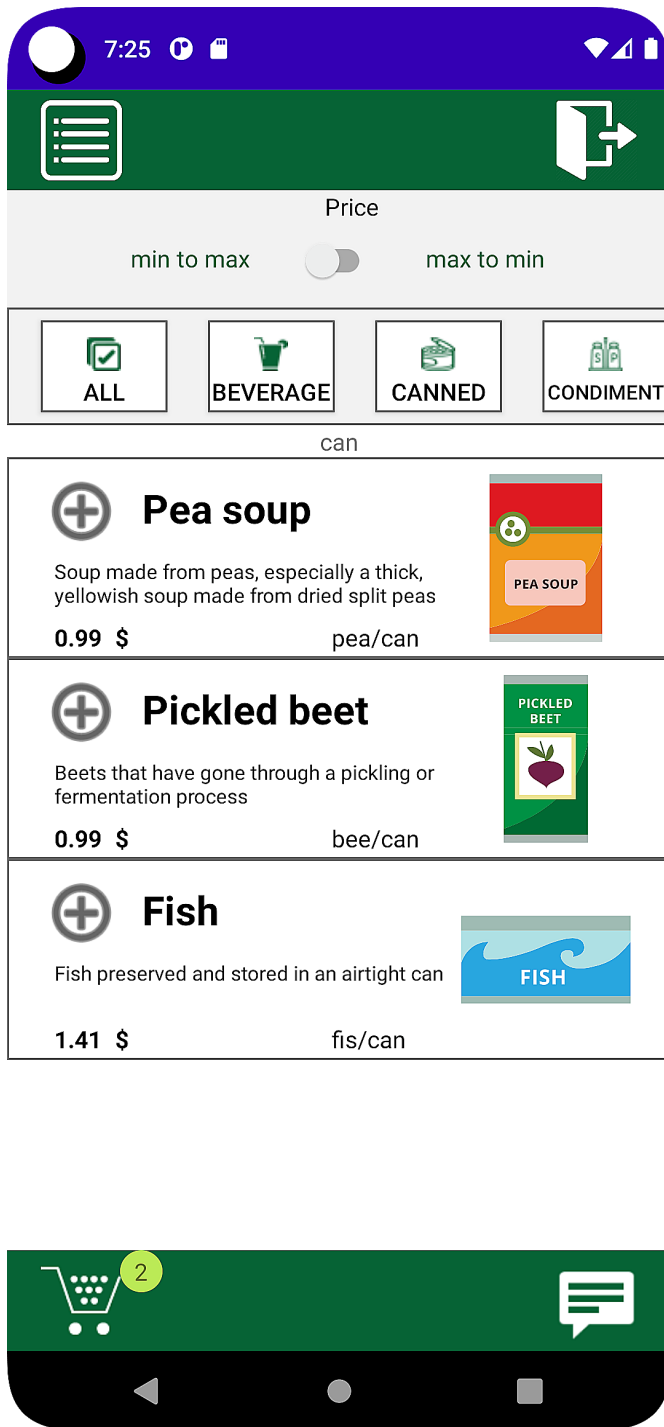 7:25
Price
min to max
max to min
ALL
BEVERAGE
CANNED
CONDIMENT
S P
can
Pea soup
Soup made from peas, especially a thick,
yellowish soup made from dried split peas
0.99 $
pea/can
PEA SOUP
Pickled beet
Beets that have gone through a pickling or
fermentation process
0.99 $
bee/can
PICKLED
BEET
Fish
Fish preserved and stored in an airtight can
1.41 $
fis/can
FISH
2